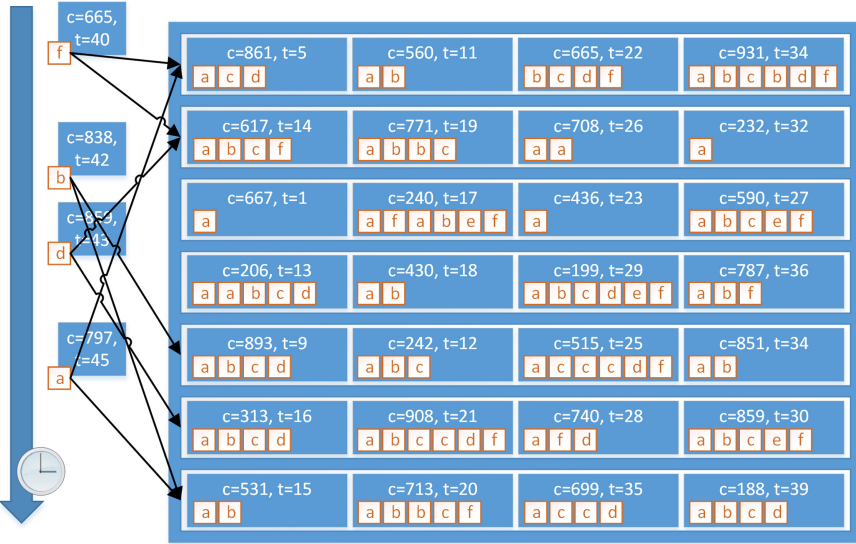 c=665,
t=40
f
c=838,
t=42
b
c=859,
t=43
d
c=797,
t=45
a
c=861, t=5
a c d
c=560, t=11
a b
c=665, t=22
b c d f
c=931, t=34
a b c b d f
c=617, t=14
a b c f
c=771, t=19
a b b c
c=708, t=26
a a
c=232, t=32
a
c=667, t=1
a
c=240, t=17
a f a b e f
c=436, t=23
a
c=590, t=27
a b c e f
c=206, t=13
a a b c d
c=430, t=18
a b
c=199, t=29
a b c d e f
c=787, t=36
a b f
c=893, t=9
a b c d
c=242, t=12
a b c
c=515, t=25
a c c c d f
c=851, t=34
a b
c=313, t=16
a b c d
c=908, t=21
a b c c d f
c=740, t=28
a f d
c=859, t=30
a b c e f
c=531, t=15
a b
c=713, t=20
a b b c f
c=699, t=35
a c c d
c=188, t=39
a b c d